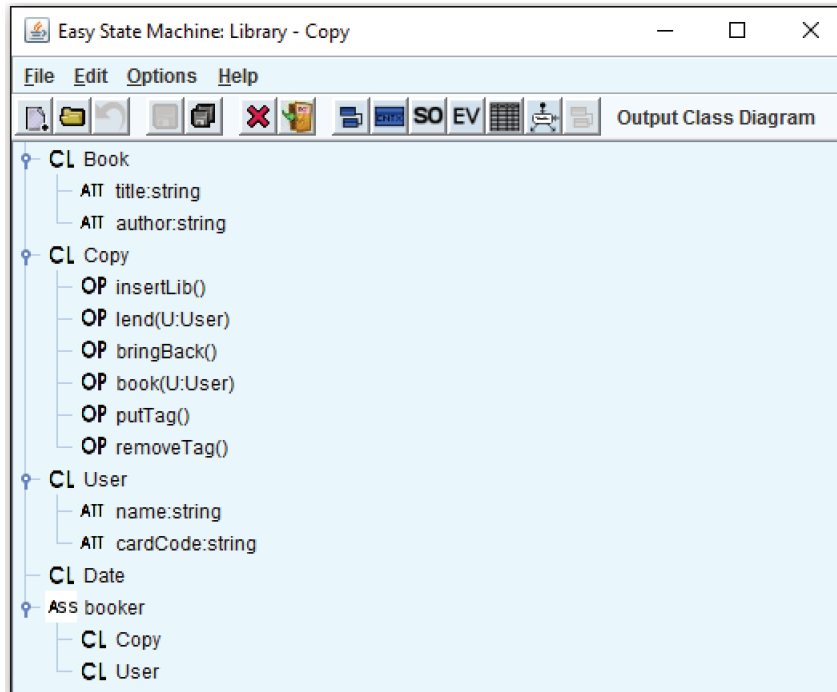 Easy State Machine: Library - Copy
File Edit Options Help
CNTX SO EV Output Class Diagram
CL Book
ATT title:string
ATT author:string
CL Copy
OP insertLib()
OP lend(U:User)
OP bringBack()
OP book(U:User)
OP putTag()
OP removeTag()
CL User
ATT name:string
ATT cardCode:string
CL Date
ASS booker
CL Copy
CL User